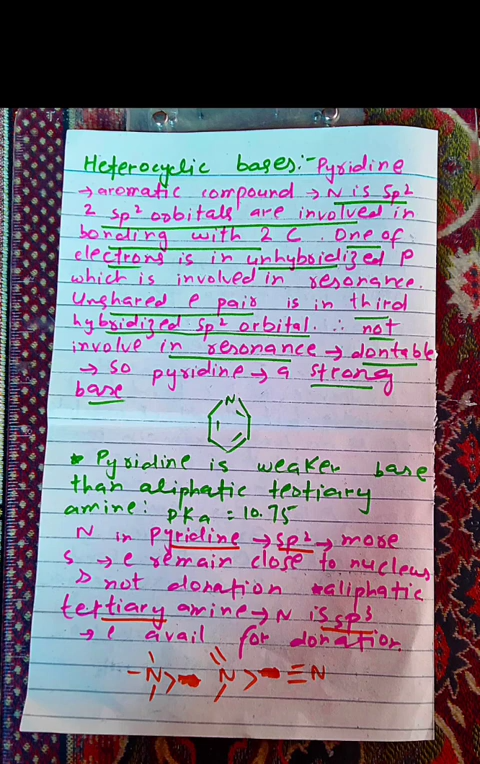 Heterocyclic bases:- Pyridine
→ aromatic compound → N is sp²
2 sp² orbitals are involved in
bonding with 2 C. One of
electrons is in unhybridized P
which is involved in resonance.
Unshared e pair is in third
hybridized sp² orbital. ∴ not
involve in resonance → dontable
→ so pyridine → a strong
base
N
* Pyridine is weaker base
than aliphatic testiary
amine: pKa = 10.75
N in pyridine → sp² → more
S → e remain close to nucleus
not donation *aliphatic
tertiary amine → N is sp³
→ e avail for donation
-N- > =N- > ≡N